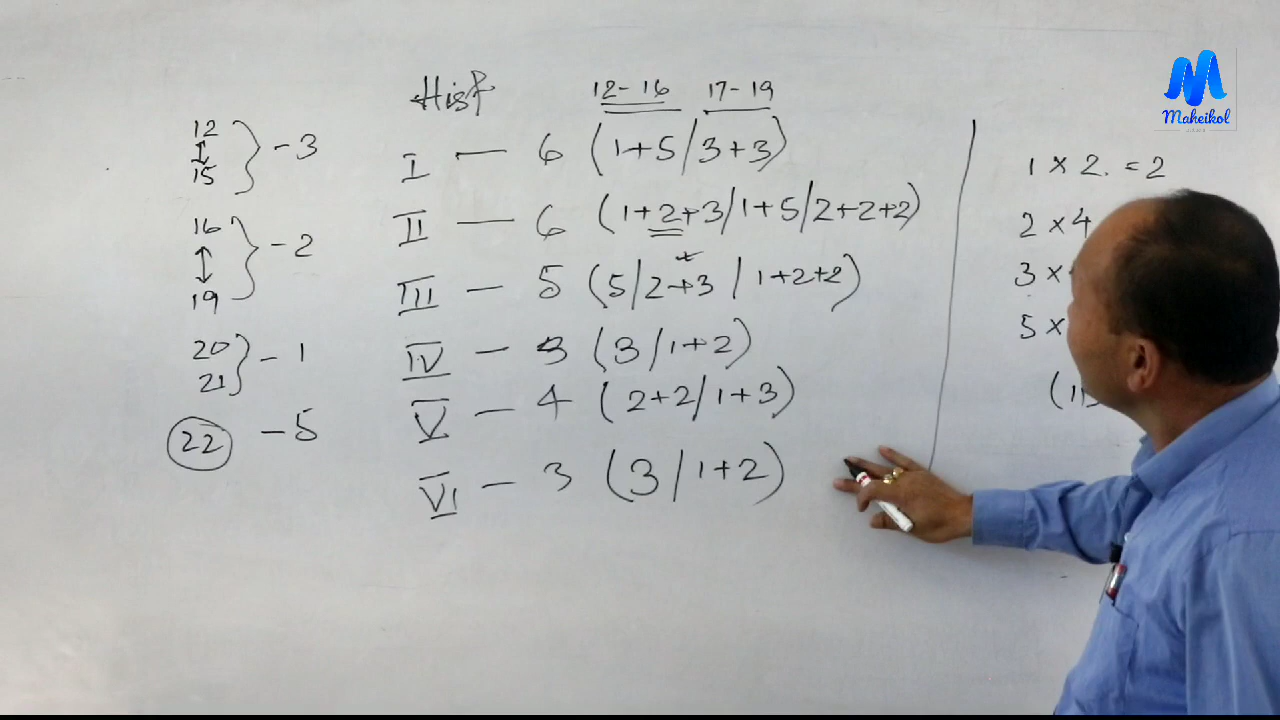 Hist
12-16 17-19
I — 6 (1+5/3+3)
II — 6 (1+2+3/1+5/2+2+2)
III — 5 (5/2+3 / 1+2+2)
IV — 3 (3/1+2)
V — 4 (2+2/1+3)
VI — 3 (3/1+2)
12
15 } - 3
16
19 } - 2
20
21 } - 1
22 - 5
1 × 2. = 2
2 × 4
3 ×
5 ×
Maheikol